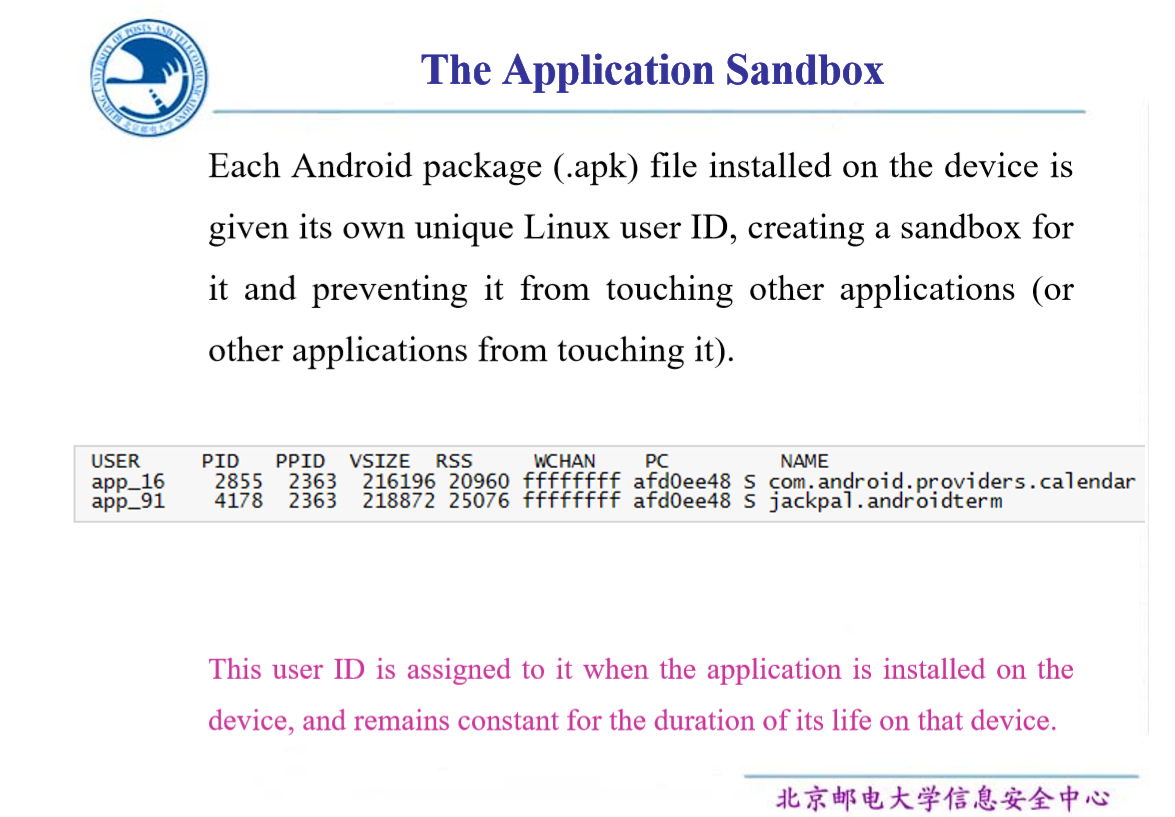 BEIJING UNIVERSITY OF POSTS AND TELECOMMUNICATIONS
北京邮电大学
The Application Sandbox
Each Android package (.apk) file installed on the device is
given its own unique Linux user ID, creating a sandbox for
it and preventing it from touching other applications (or
other applications from touching it).
USER PID PPID VSIZE RSS WCHAN PC NAME
app_16 2855 2363 216196 20960 ffffffff afd0ee48 S com.android.providers.calendar
app_91 4178 2363 218872 25076 ffffffff afd0ee48 S jackpal.androidterm
This user ID is assigned to it when the application is installed on the
device, and remains constant for the duration of its life on that device.
北京邮电大学信息安全中心